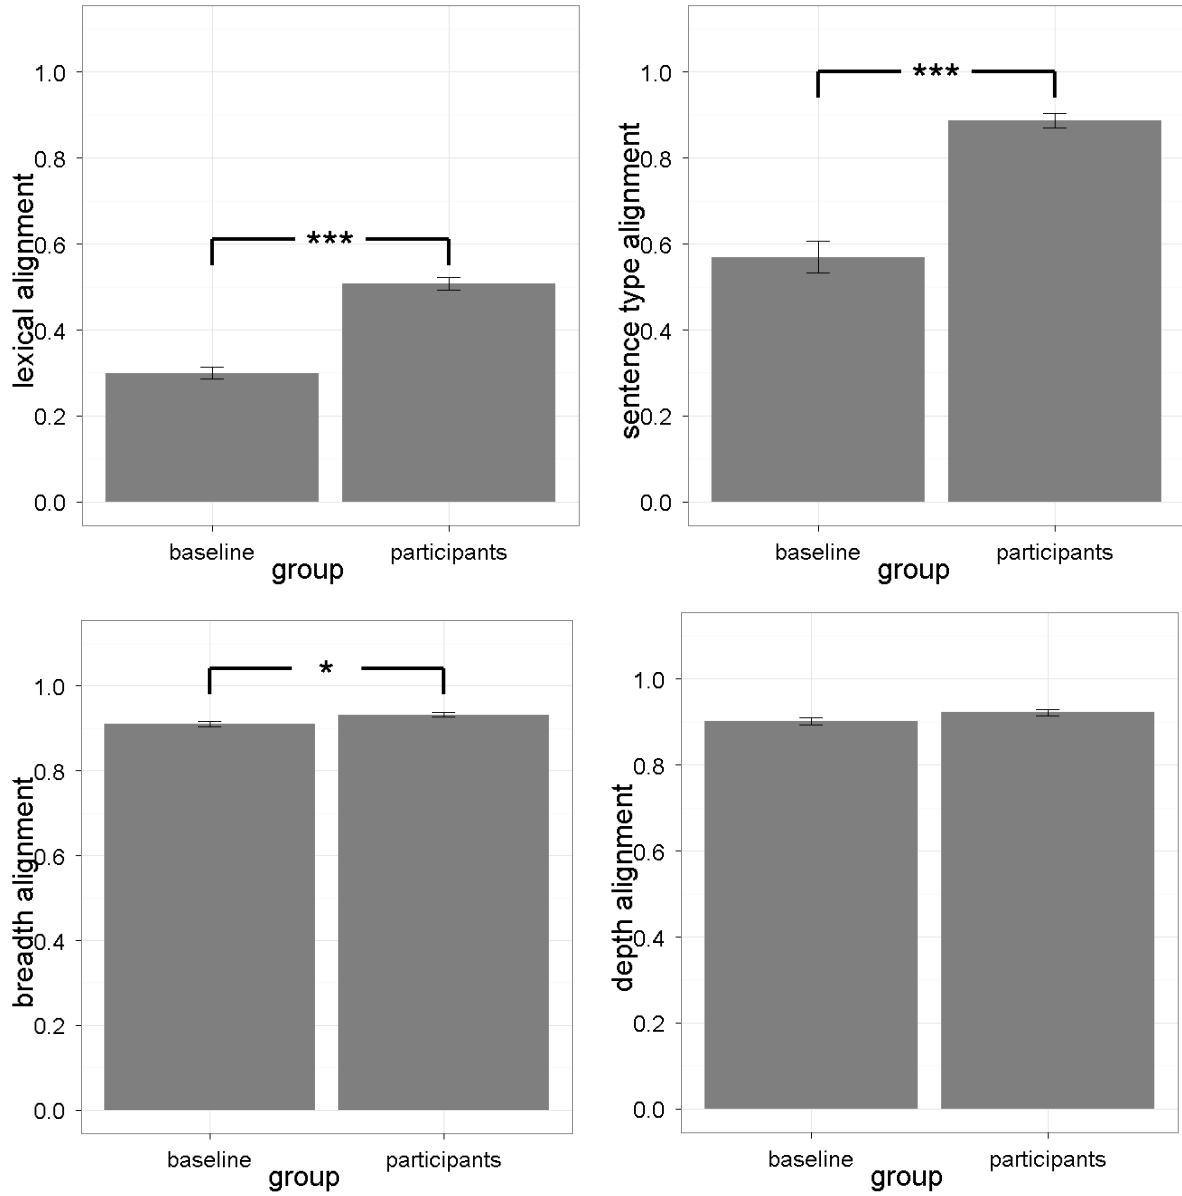 lexical alignment
1.0
0.8
0.6
0.4
0.2
0.0
***
baseline participants
group
sentence type alignment
1.0
0.8
0.6
0.4
0.2
0.0
***
baseline participants
group
breadth alignment
1.0
0.8
0.6
0.4
0.2
0.0
*
baseline participants
group
depth alignment
1.0
0.8
0.6
0.4
0.2
0.0
baseline participants
group